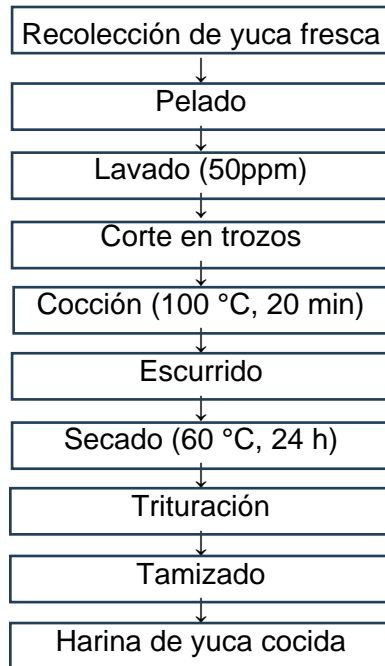 Recolección de yuca fresca
Pelado
Lavado (50ppm)
Corte en trozos
Cocción (100 °C, 20 min)
Escurrido
Secado (60 °C, 24 h)
Trituración
Tamizado
Harina de yuca cocida